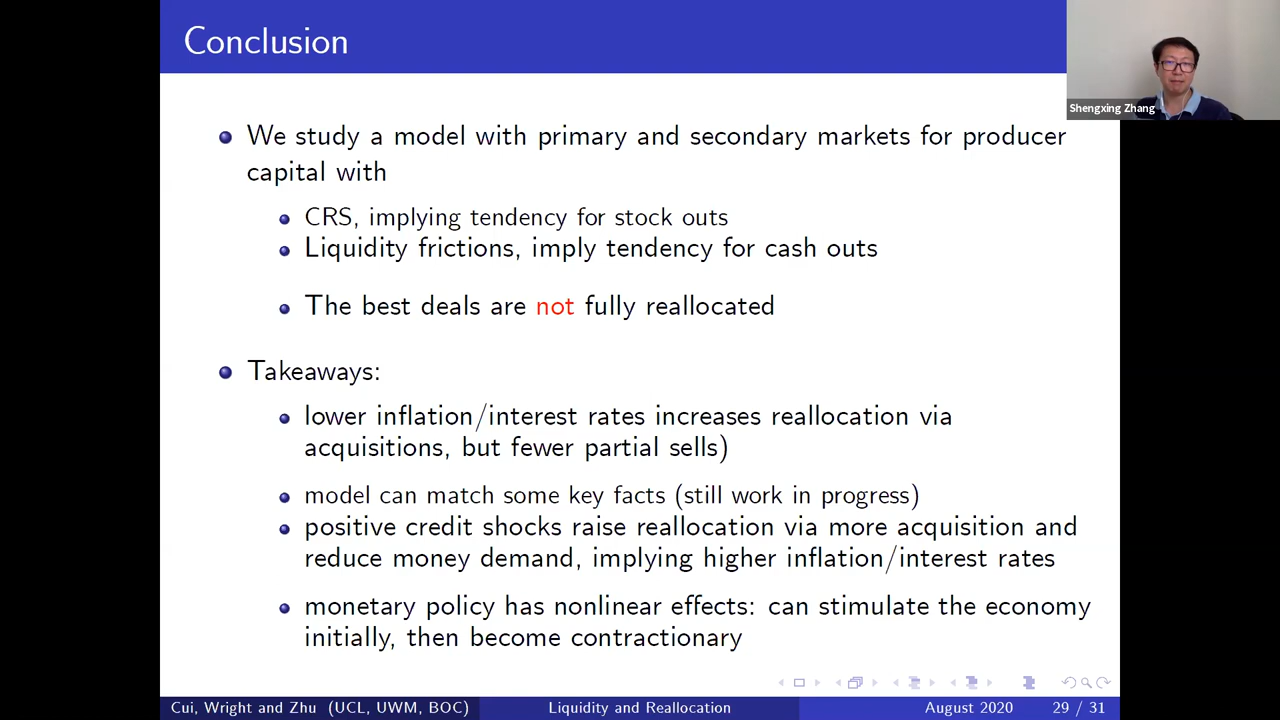 Conclusion
Shengxing Zhang
We study a model with primary and secondary markets for producer
capital with
CRS, implying tendency for stock outs
Liquidity frictions, imply tendency for cash outs
The best deals are not fully reallocated
Takeaways:
lower inflation/interest rates increases reallocation via
acquisitions, but fewer partial sells)
model can match some key facts (still work in progress)
positive credit shocks raise reallocation via more acquisition and
reduce money demand, implying higher inflation/interest rates
monetary policy has nonlinear effects: can stimulate the economy
initially, then become contractionary
Cui, Wright and Zhu (UCL, UWM, BOC) Liquidity and Reallocation August 2020 29 / 31